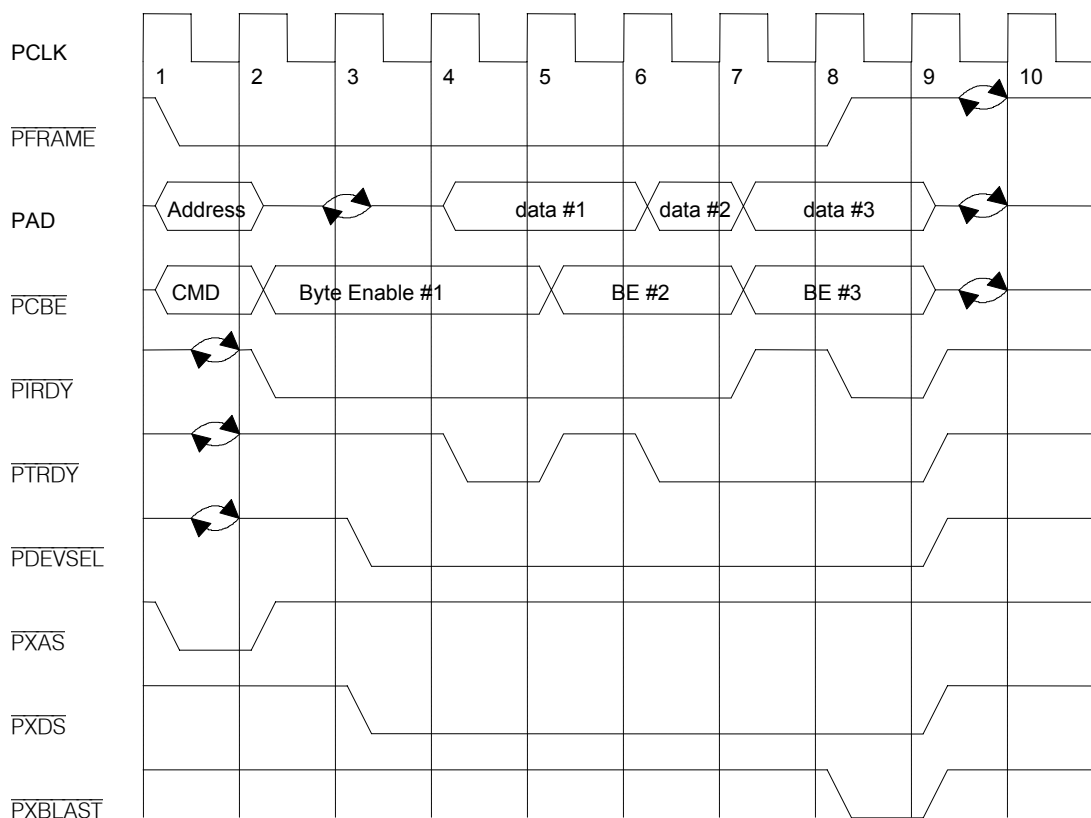 PCLK
1 2 3 4 5 6 7 8 9 10
PFRAME
PAD
Address data #1 data #2 data #3
PCBE
CMD Byte Enable #1 BE #2 BE #3
PIRDY
PTRDY
PDEVSEL
PXAS
PXDS
PXBLAST